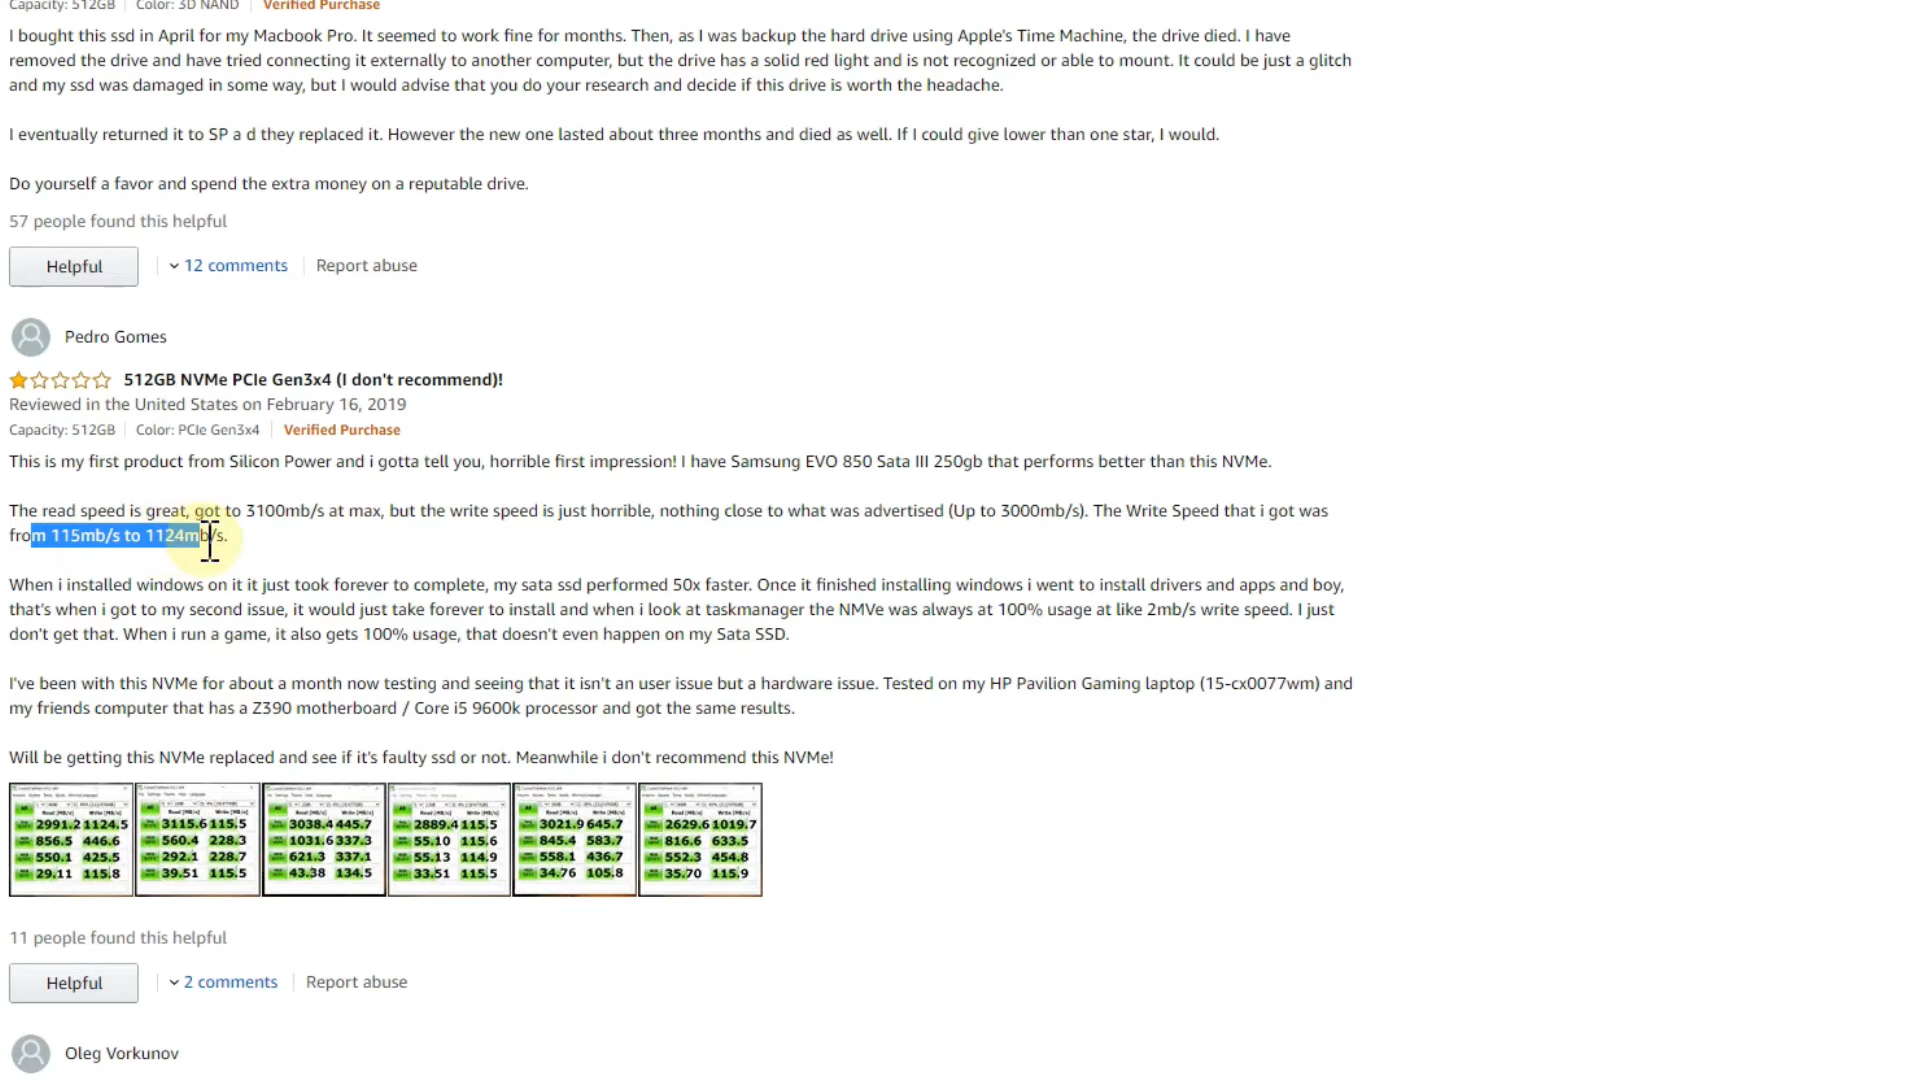 Capacity: 512GB Color: 3D NAND Verified Purchase
I bought this ssd in April for my Macbook Pro. It seemed to work fine for months. Then, as I was backup the hard drive using Apple's Time Machine, the drive died. I have
removed the drive and have tried connecting it externally to another computer, but the drive has a solid red light and is not recognized or able to mount. It could be just a glitch
and my ssd was damaged in some way, but I would advise that you do your research and decide if this drive is worth the headache.
I eventually returned it to SP a d they replaced it. However the new one lasted about three months and died as well. If I could give lower than one star, I would.
Do yourself a favor and spend the extra money on a reputable drive.
57 people found this helpful
Helpful 12 comments Report abuse
Pedro Gomes
512GB NVMe PCIe Gen3x4 (I don't recommend)!
Reviewed in the United States on February 16, 2019
Capacity: 512GB Color: PCIe Gen3x4 Verified Purchase
This is my first product from Silicon Power and i gotta tell you, horrible first impression! I have Samsung EVO 850 Sata III 250gb that performs better than this NVMe.
The read speed is great, got to 3100mb/s at max, but the write speed is just horrible, nothing close to what was advertised (Up to 3000mb/s). The Write Speed that i got was
from 115mb/s to 1124mb/s.
When i installed windows on it it just took forever to complete, my sata ssd performed 50x faster. Once it finished installing windows i went to install drivers and apps and boy,
that's when i got to my second issue, it would just take forever to install and when i look at taskmanager the NMVe was always at 100% usage at like 2mb/s write speed. I just
don't get that. When i run a game, it also gets 100% usage, that doesn't even happen on my Sata SSD.
I've been with this NVMe for about a month now testing and seeing that it isn't an user issue but a hardware issue. Tested on my HP Pavilion Gaming laptop (15-cx0077wm) and
my friends computer that has a Z390 motherboard / Core i5 9600k processor and got the same results.
Will be getting this NVMe replaced and see if it's faulty ssd or not. Meanwhile i don't recommend this NVMe!
Read [MB/s] Write [MB/s] Read [MB/s] Write [MB/s] Read [MB/s] Write [MB/s] Read [MB/s] Write [MB/s] Read [MB/s] Write [MB/s] Read [MB/s] Write [MB/s]
2991.2 1124.5 3115.6 115.5 3038.4 445.7 2889.4 115.5 3021.9 645.7 2629.6 1019.7
856.5 446.6 560.4 228.3 1031.6 337.3 55.10 115.6 845.4 583.7 816.6 633.5
550.1 425.5 292.1 228.7 621.3 337.1 55.13 114.9 558.1 436.7 552.3 454.8
29.11 115.8 39.51 115.5 43.38 134.5 33.51 115.5 34.76 105.8 35.70 115.9
11 people found this helpful
Helpful 2 comments Report abuse
Oleg Vorkunov